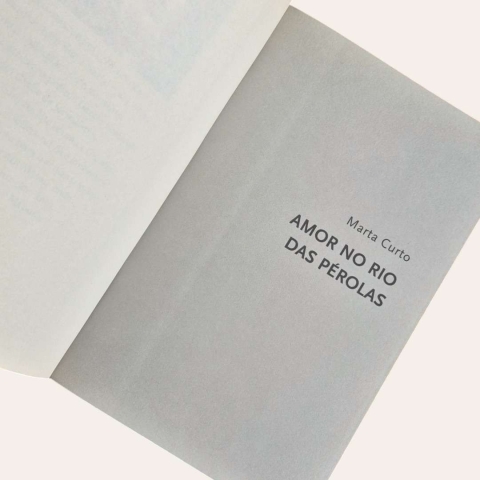 Marta Curto
AMOR NO RIO
DAS PÉROLAS